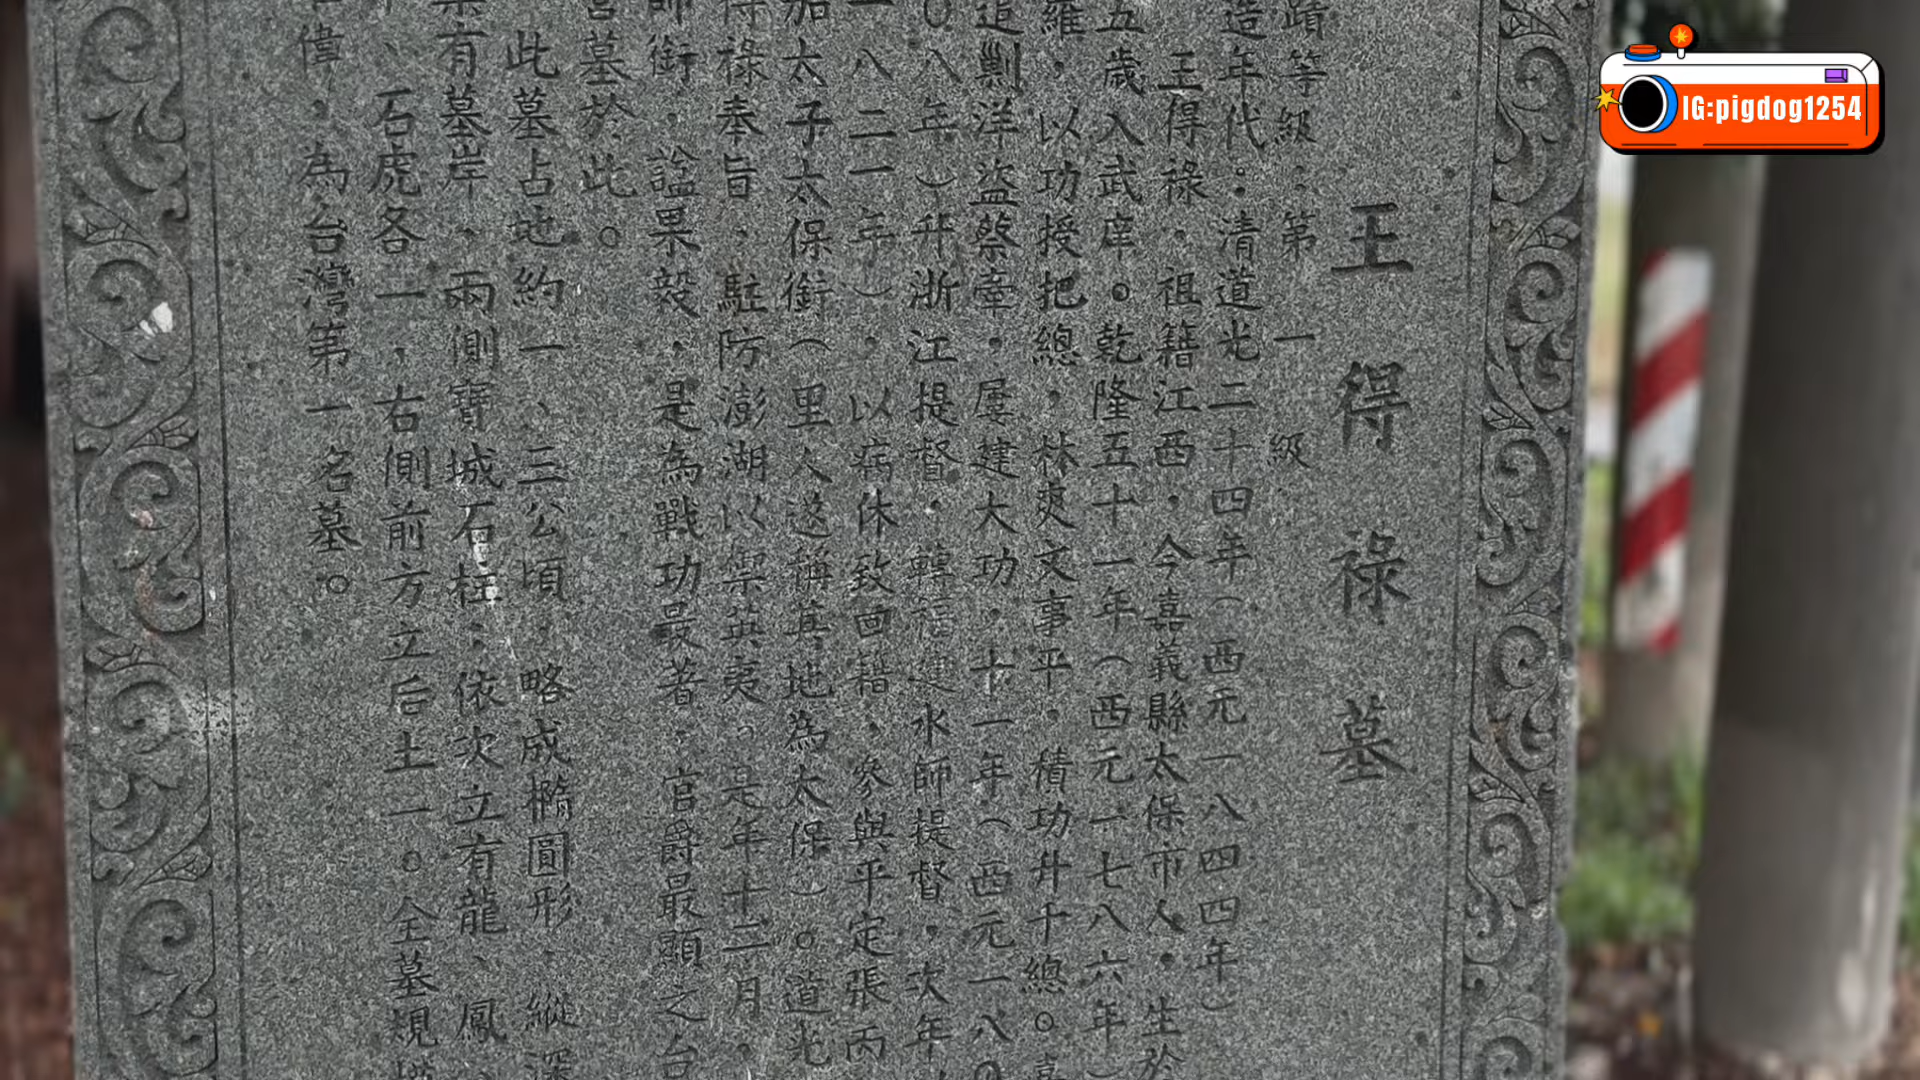 王得祿墓
蹟等級：第一級
造年代：清道光二十四年（西元一八四四年）
王得祿，祖籍江西，今嘉義縣太保市人，生於
五歲入武庠。乾隆五十一年（西元一七八六年）
羅，以功授把總，林爽文事平，積功升千總。嘉
追剿洋盜蔡牽，屢建大功，十一年（西元一八〇
〇八年）升浙江提督，轄福建水師提督，次年
一八二一年），以病休致回籍，參與平定張丙
加太子太保銜（里人遂稱其地為太保）。道光
得祿奉旨，駐防澎湖以禦英夷。是年十二月，
師銜，諡果毅，是為戰功最著，官爵最顯之台
墓於此。
此墓占地約一、三公頃，略成橢圓形，縱深
有墓岸，兩側寶城石柱；依次立有龍、鳳
、石虎各一，右側前方立后土一。全墓規
偉，為台灣第一名墓。
IG:pigdog1254